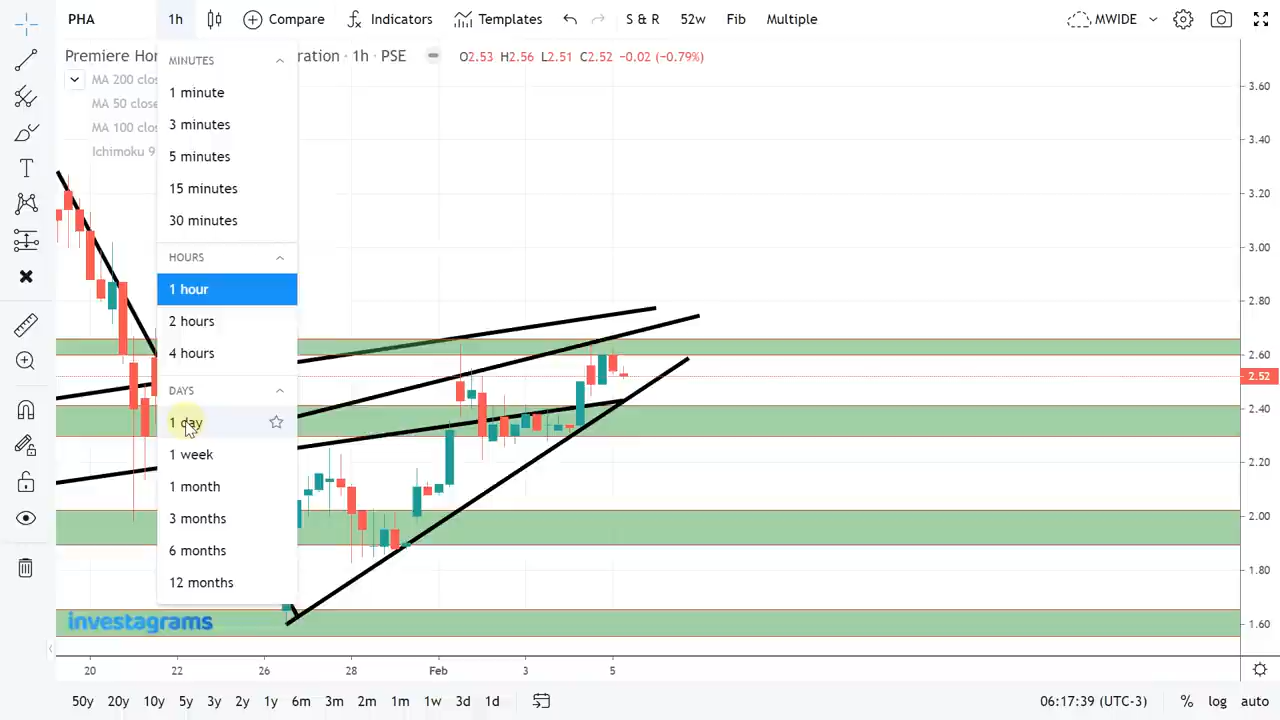 PHA 1h Compare Indicators Templates S & R 52w Fib Multiple MWIDE
Premiere Hor ration · 1h · PSE O2.53 H2.56 L2.51 C2.52 −0.02 (−0.79%)
MA 200 clos
MA 50 close
MA 100 clos
Ichimoku 9
MINUTES
1 minute
3 minutes
5 minutes
15 minutes
30 minutes
HOURS
1 hour
2 hours
4 hours
DAYS
1 day
1 week
1 month
3 months
6 months
12 months
3.60
3.40
3.20
3.00
2.80
2.60
2.52
2.40
2.20
2.00
1.80
1.60
investagrams
20 22 26 28 Feb 3 5
50y 20y 10y 5y 3y 2y 1y 6m 3m 2m 1m 1w 3d 1d 06:17:39 (UTC-3) % log auto